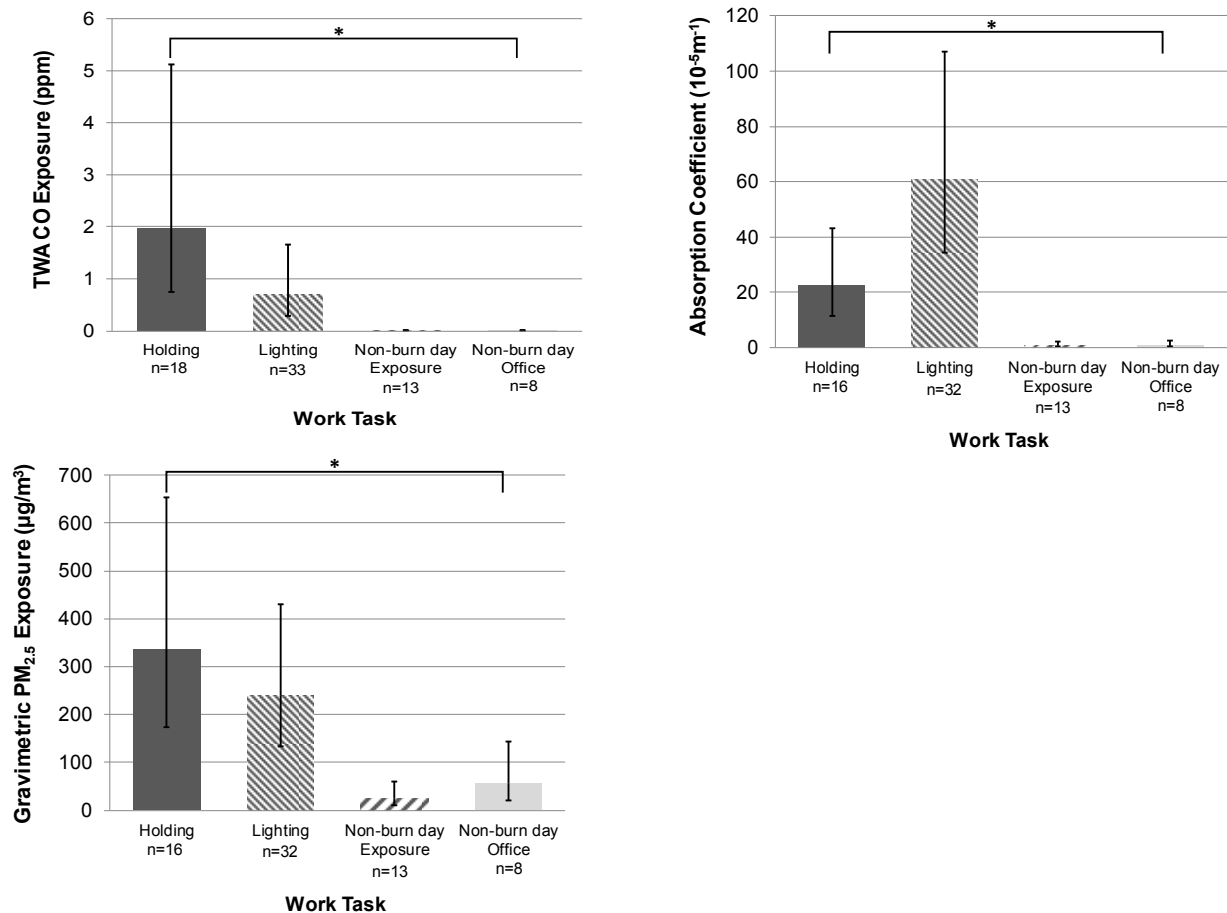 TWA CO Exposure (ppm)
6
5
4
3
2
1
0
*
Holding
n=18
Lighting
n=33
Non-burn day
Exposure
n=13
Non-burn day
Office
n=8
Work Task
Absorption Coefficient (10⁻⁵m⁻¹)
120
100
80
60
40
20
0
*
Holding
n=16
Lighting
n=32
Non-burn day
Exposure
n=13
Non-burn day
Office
n=8
Work Task
Gravimetric PM₂.₅ Exposure (µg/m³)
700
600
500
400
300
200
100
0
*
Holding
n=16
Lighting
n=32
Non-burn day
Exposure
n=13
Non-burn day
Office
n=8
Work Task